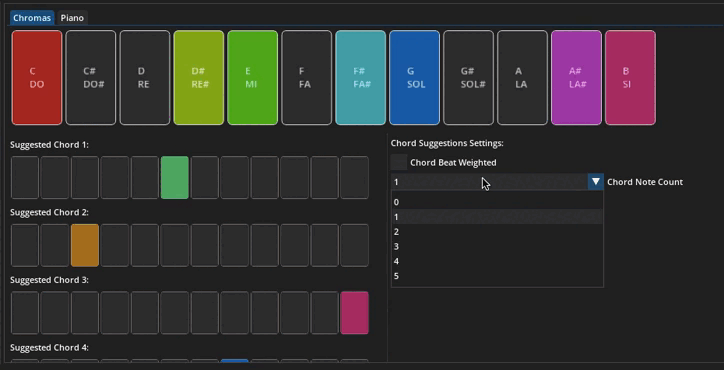 Chromas Piano
C C# D D# E F F# G G# A A# B
DO DO# RE RE# MI FA FA# SOL SOL# LA LA# SI
Suggested Chord 1:
Suggested Chord 2:
Suggested Chord 3:
Suggested Chord 4:
Chord Suggestions Settings:
Chord Beat Weighted
1 Chord Note Count
0
1
2
3
4
5